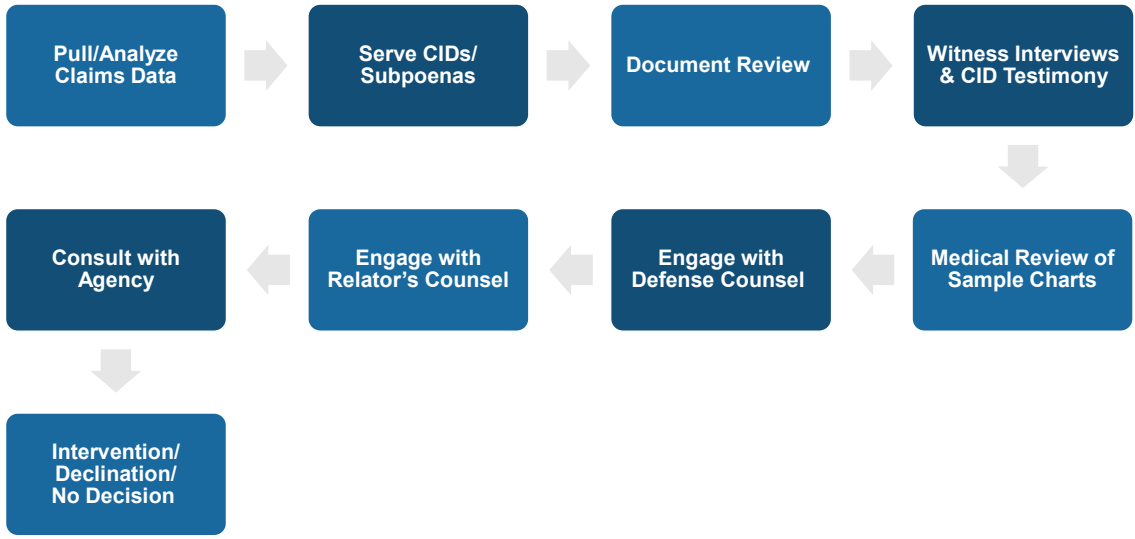 Pull/Analyze
Claims Data
Serve CIDs/
Subpoenas
Document Review
Witness Interviews
& CID Testimony
Medical Review of
Sample Charts
Engage with
Defense Counsel
Engage with
Relator’s Counsel
Consult with
Agency
Intervention/
Declination/
No Decision